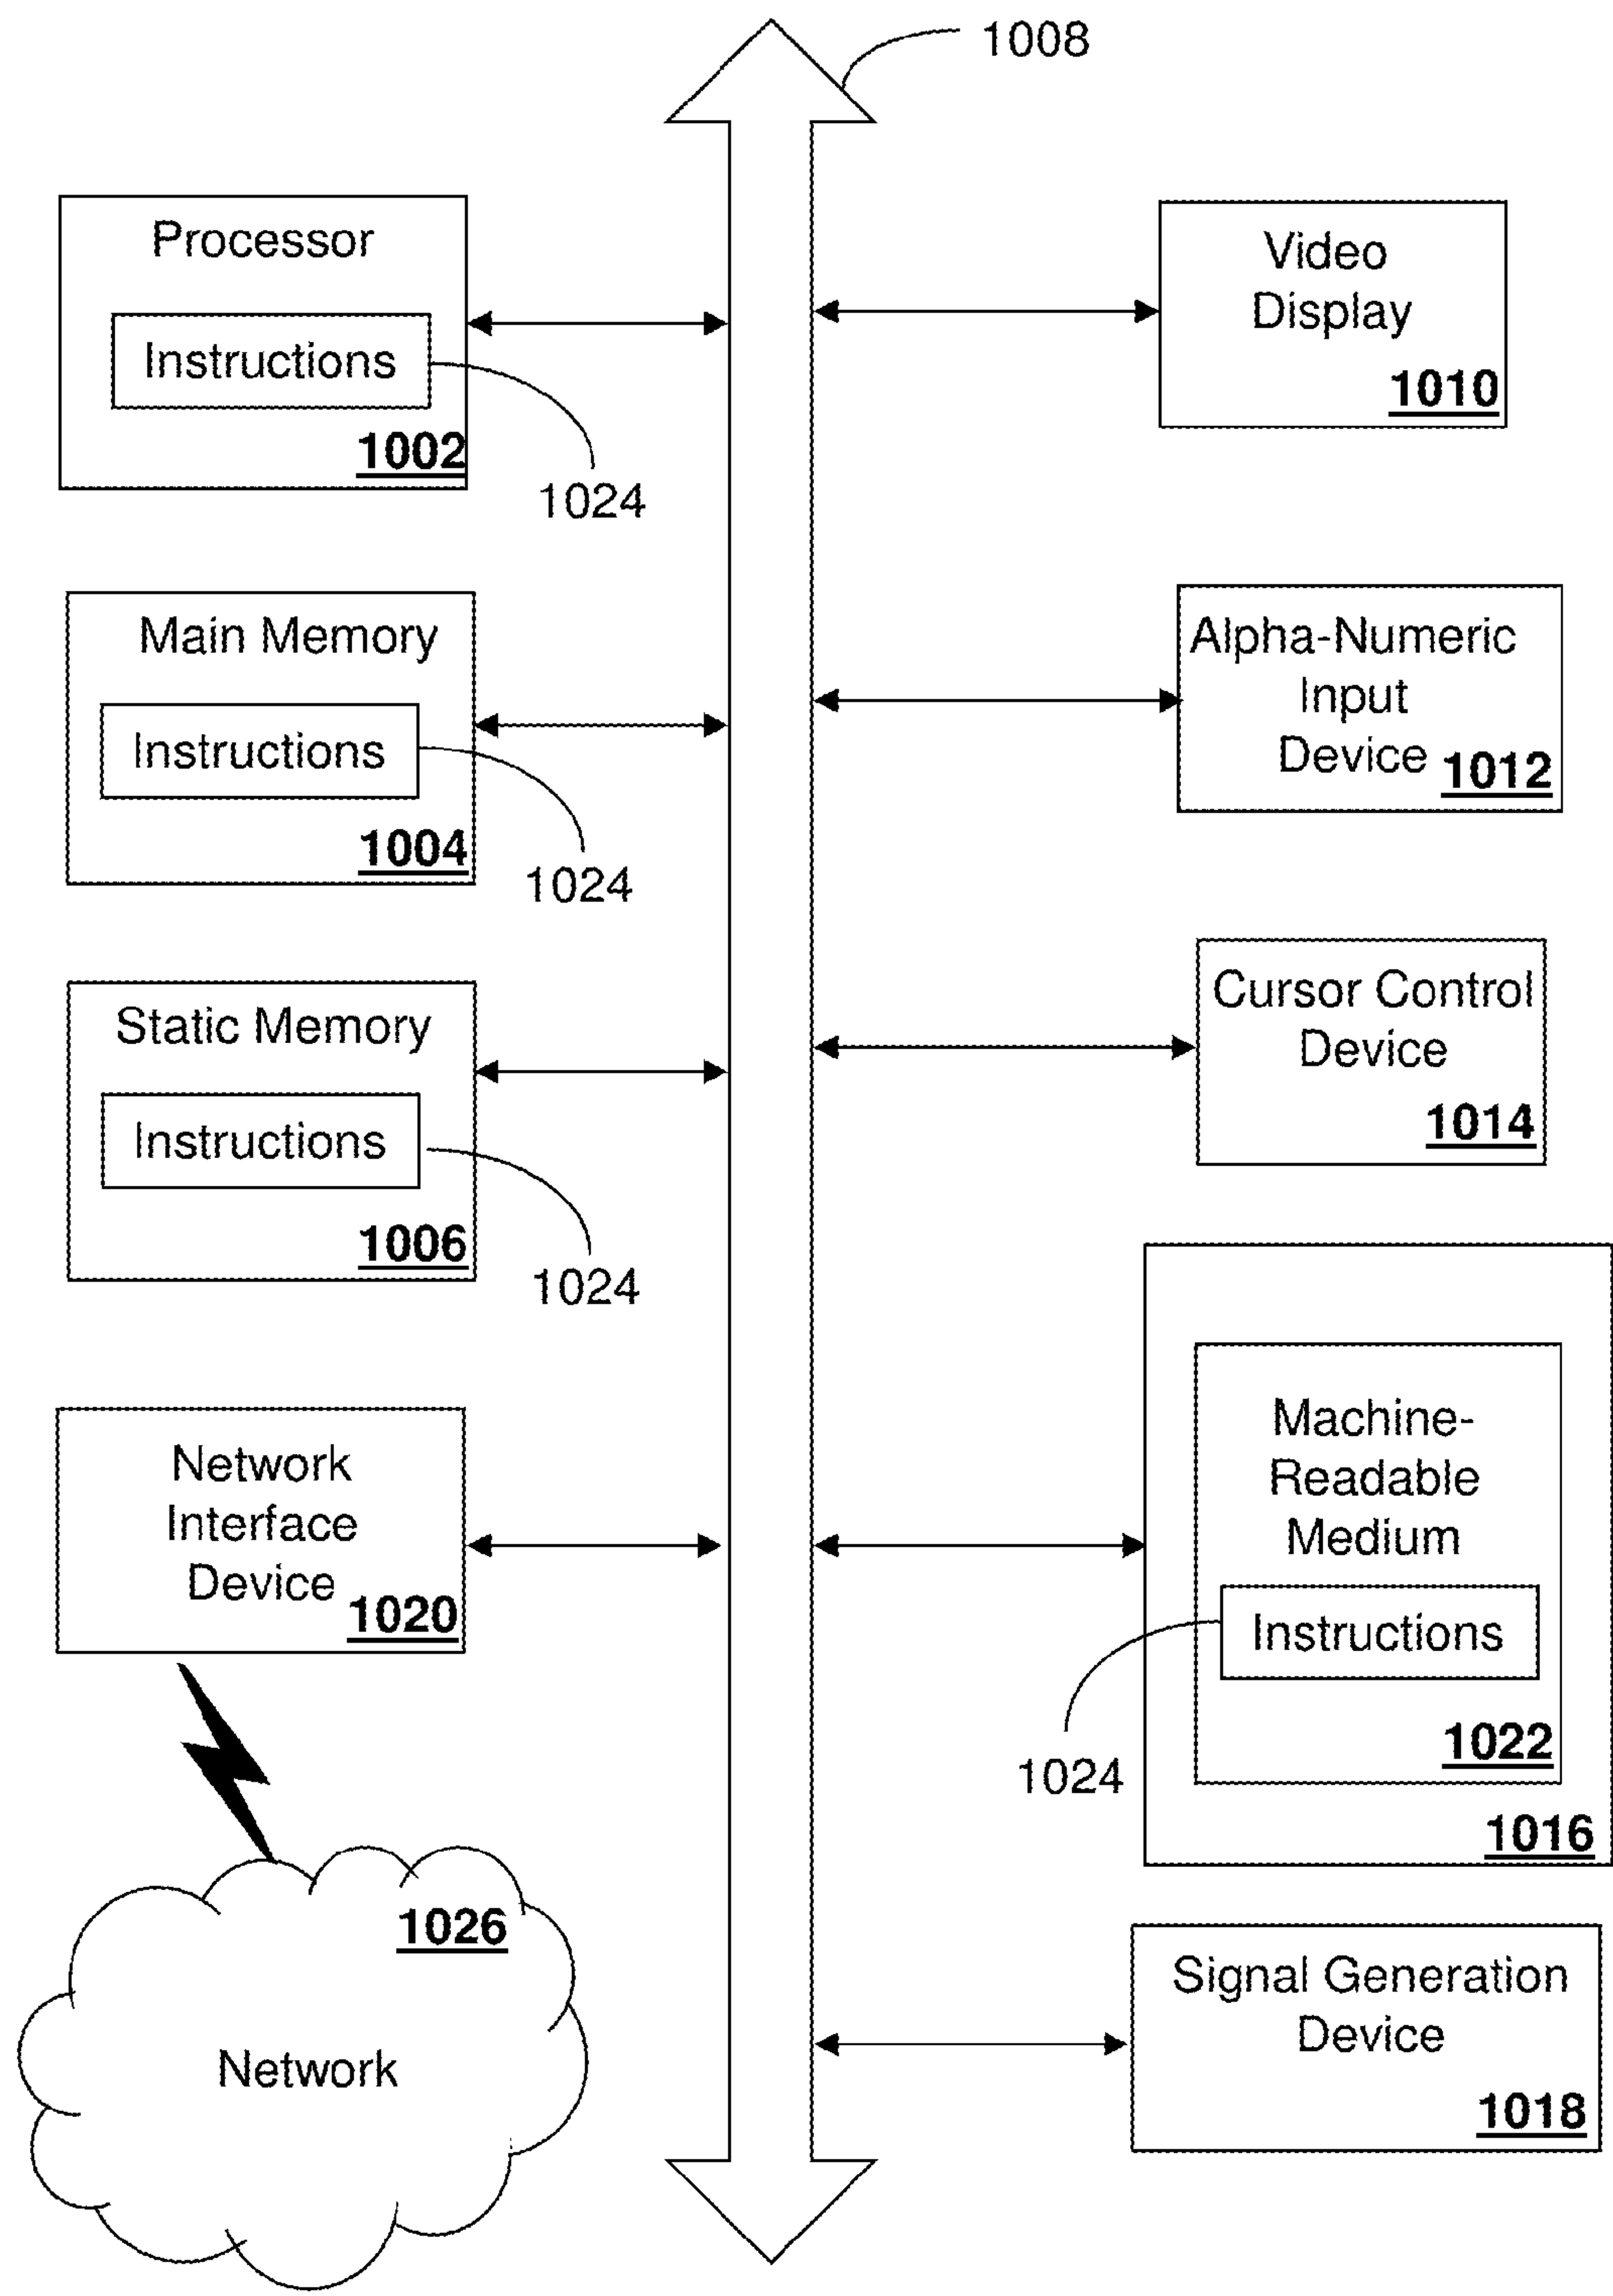 1008
Processor
Instructions
1002
1024
Main Memory
Instructions
1004
1024
Static Memory
Instructions
1006
1024
Network
Interface
Device
1020
1026
Network
Video
Display
1010
Alpha-Numeric
Input
Device
1012
Cursor Control
Device
1014
Machine-
Readable
Medium
Instructions
1022
1024
1016
Signal Generation
Device
1018